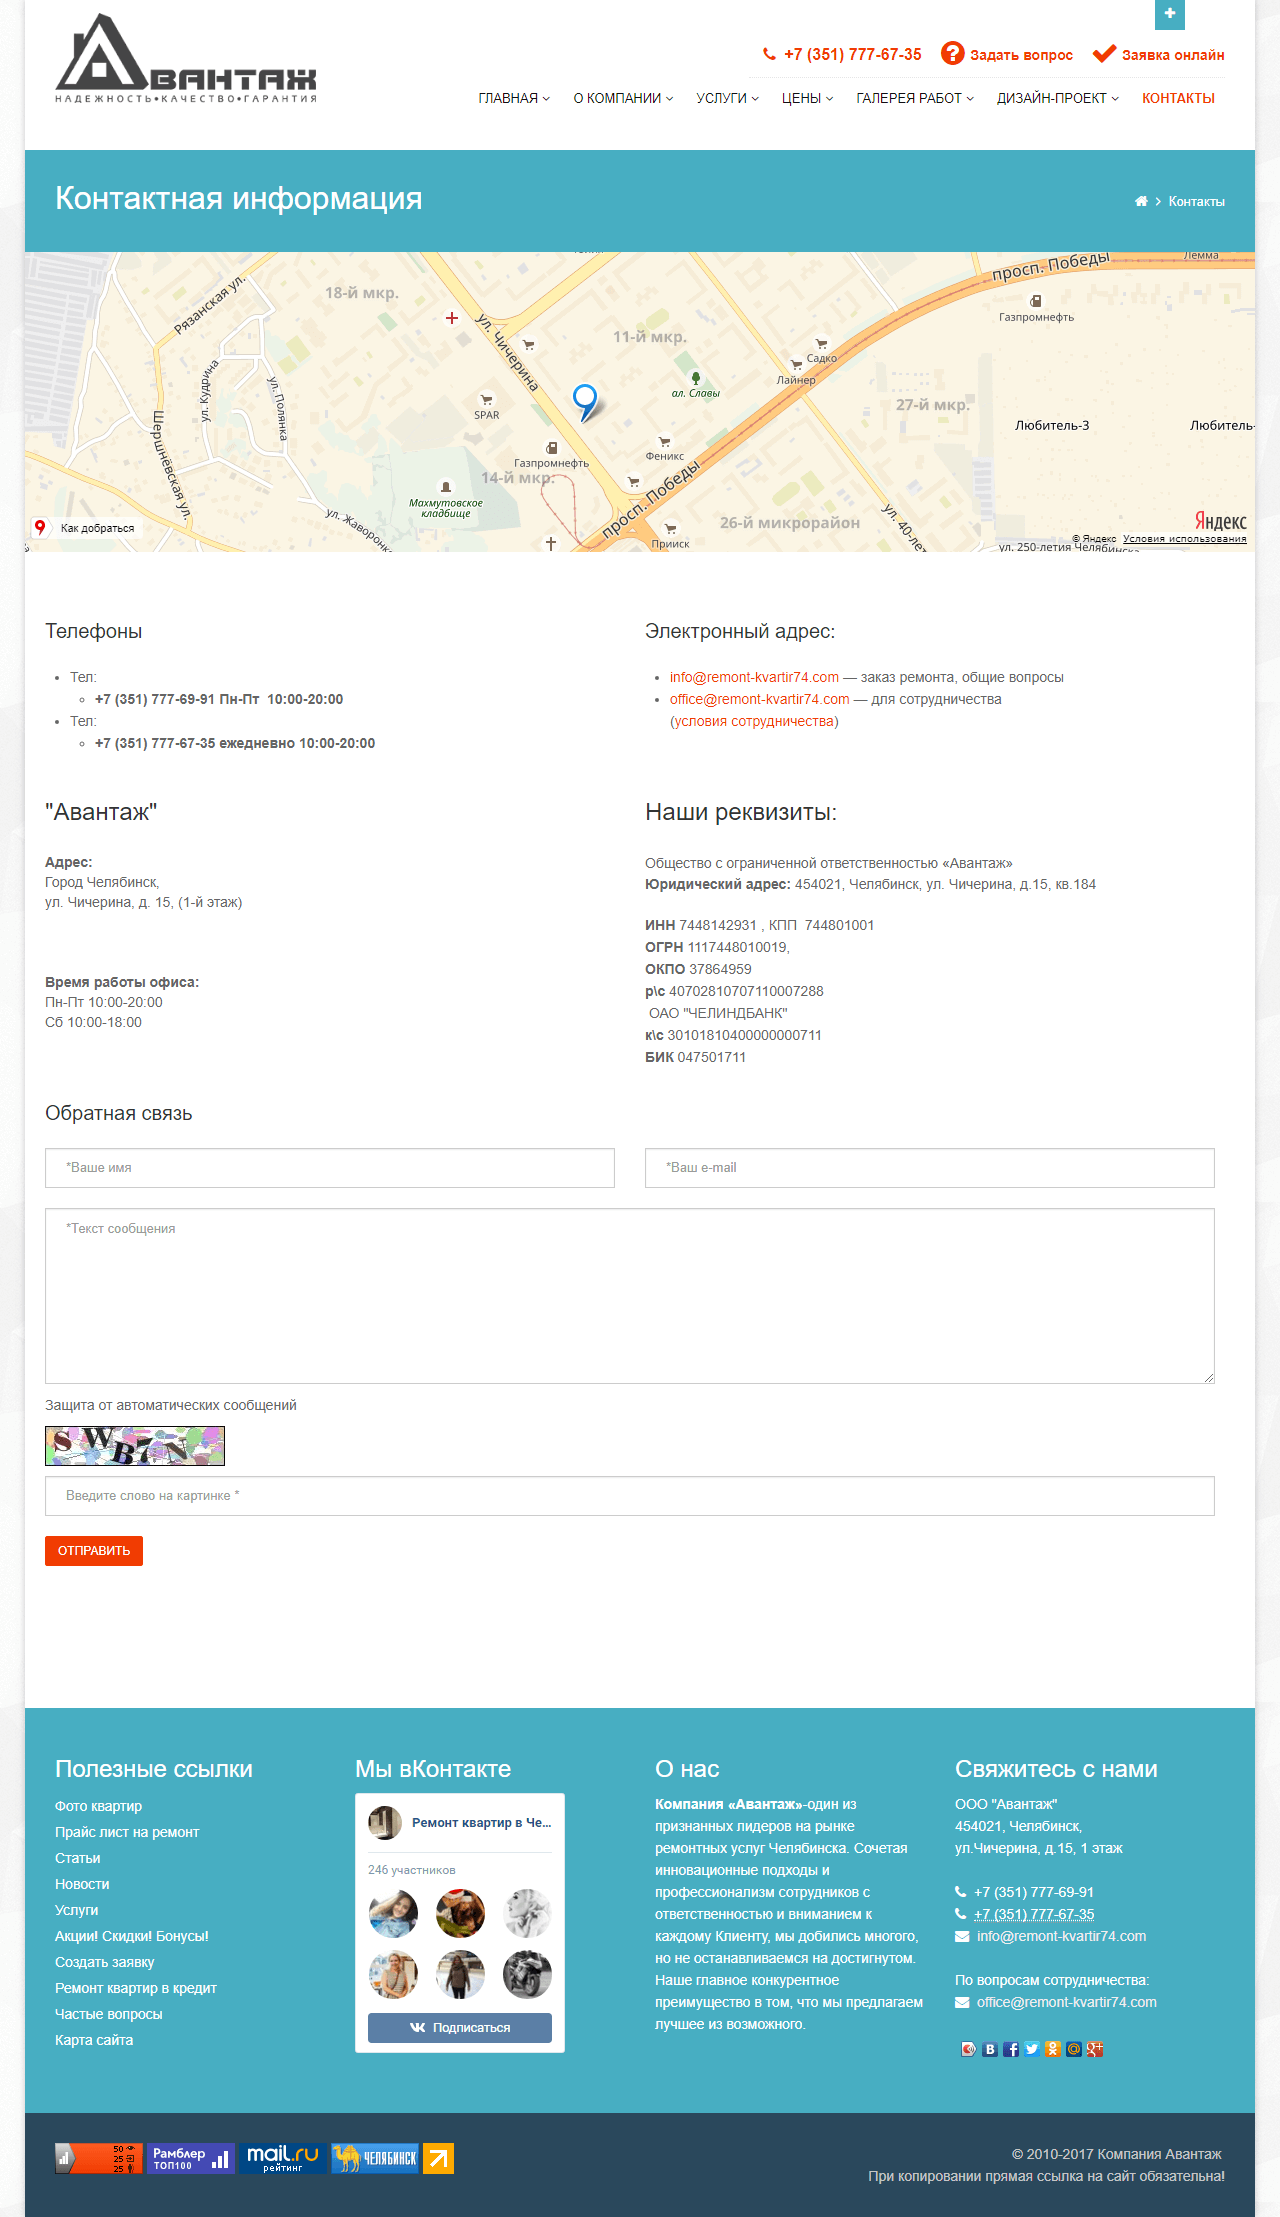 АВАНТАЖ
НАДЕЖНОСТЬ•КАЧЕСТВО•ГАРАНТИЯ
+7 (351) 777-67-35 Задать вопрос Заявка онлайн
ГЛАВНАЯ О КОМПАНИИ УСЛУГИ ЦЕНЫ ГАЛЕРЕЯ РАБОТ ДИЗАЙН-ПРОЕКТ КОНТАКТЫ
Контактная информация
Контакты
просп. Победы
Лемма
Рязанская ул.
18-й мкр.
Газпромнефть
ул. Чичерина
11-й мкр.
Садко
Лайнер
ул. Кудрина
ул. Полянка
ал. Славы
SPAR
27-й мкр.
Шершнёвская ул.
Любитель-3
Любитель-
Феникс
Газпромнефть
14-й мкр.
просп. Победы
Махмутовское
кладбище
ул. Жаворонко
26-й микрорайон
ул. 40-лет
Прииск
Как добраться
Яндекс
© Яндекс Условия использования
ул. 250-летия Челябинска
Телефоны
Тел:
+7 (351) 777-69-91 Пн-Пт 10:00-20:00
Тел:
+7 (351) 777-67-35 ежедневно 10:00-20:00
Электронный адрес:
info@remont-kvartir74.com — заказ ремонта, общие вопросы
office@remont-kvartir74.com — для сотрудничества
(условия сотрудничества)
"Авантаж"
Адрес:
Город Челябинск,
ул. Чичерина, д. 15, (1-й этаж)
Время работы офиса:
Пн-Пт 10:00-20:00
Сб 10:00-18:00
Наши реквизиты:
Общество с ограниченной ответственностью «Авантаж»
Юридический адрес: 454021, Челябинск, ул. Чичерина, д.15, кв.184
ИНН 7448142931 , КПП 744801001
ОГРН 1117448010019,
ОКПО 37864959
р\с 40702810707110007288
ОАО "ЧЕЛИНДБАНК"
к\с 30101810400000000711
БИК 047501711
Обратная связь
*Ваше имя
*Ваш e-mail
*Текст сообщения
Защита от автоматических сообщений
SWB7N
Введите слово на картинке *
ОТПРАВИТЬ
Полезные ссылки
Фото квартир
Прайс лист на ремонт
Статьи
Новости
Услуги
Акции! Скидки! Бонусы!
Создать заявку
Ремонт квартир в кредит
Частые вопросы
Карта сайта
Мы вКонтакте
Ремонт квартир в Че...
246 участников
Подписаться
О нас
Компания «Авантаж»-один из
признанных лидеров на рынке
ремонтных услуг Челябинска. Сочетая
инновационные подходы и
профессионализм сотрудников с
ответственностью и вниманием к
каждому Клиенту, мы добились многого,
но не останавливаемся на достигнутом.
Наше главное конкурентное
преимущество в том, что мы предлагаем
лучшее из возможного.
Свяжитесь с нами
ООО "Авантаж"
454021, Челябинск,
ул.Чичерина, д.15, 1 этаж
+7 (351) 777-69-91
+7 (351) 777-67-35
info@remont-kvartir74.com
По вопросам сотрудничества:
office@remont-kvartir74.com
50
25
25
Рамблер
ТОП100
mail.ru
рейтинг
ЧЕЛЯБИНСК
© 2010-2017 Компания Авантаж
При копировании прямая ссылка на сайт обязательна!